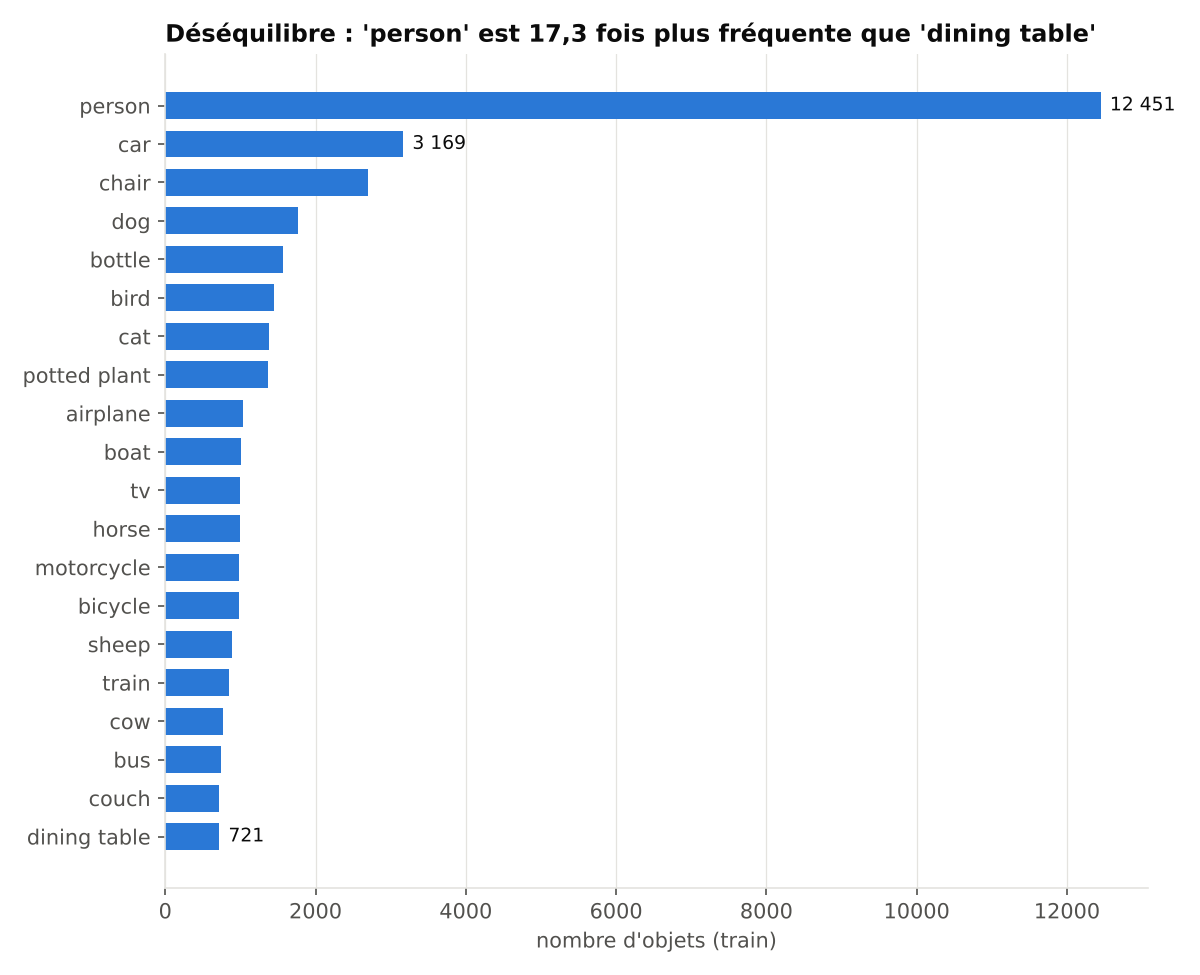 Déséquilibre : 'person' est 17,3 fois plus fréquente que 'dining table'
person 12 451
car 3 169
chair
dog
bottle
bird
cat
potted plant
airplane
boat
tv
horse
motorcycle
bicycle
sheep
train
cow
bus
couch
dining table 721
0 2000 4000 6000 8000 10000 12000
nombre d'objets (train)